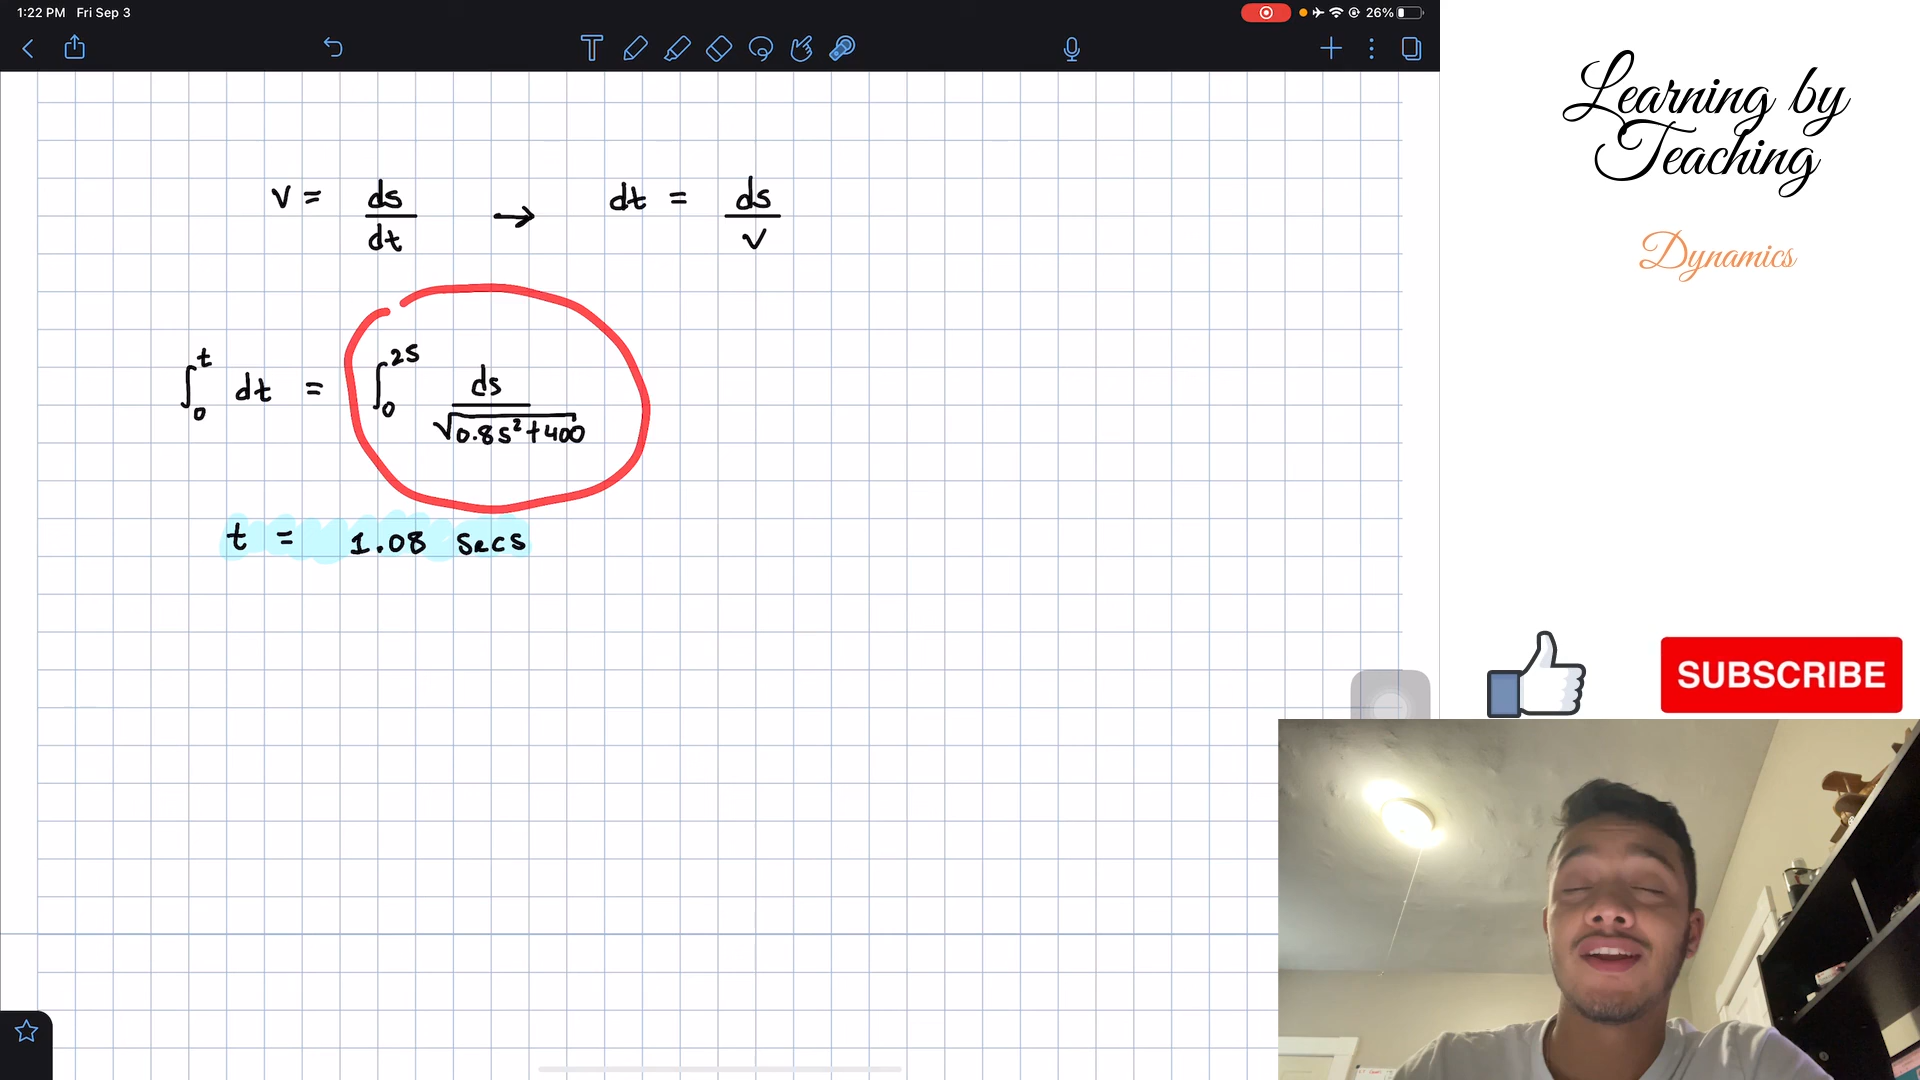 1:22 PM Fri Sep 3
26%
Learning by
Teaching
Dynamics
v = ds/dt → dt = ds/v
∫₀ᵗ dt = ∫₀²⁵ ds/√(0.8s²+400)
t = 1.08 secs
SUBSCRIBE